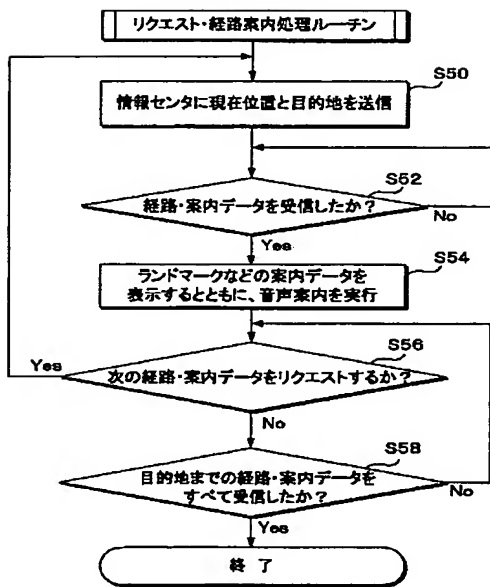 リクエスト・経路案内処理ルーチン
S50
情報センタに現在位置と目的地を送信
S52
経路・案内データを受信したか?
No
Yes
S54
ランドマークなどの案内データを
表示するとともに、音声案内を実行
S56
Yes
次の経路・案内データをリクエストするか?
No
S58
目的地までの経路・案内データを
すべて受信したか?
No
Yes
終了